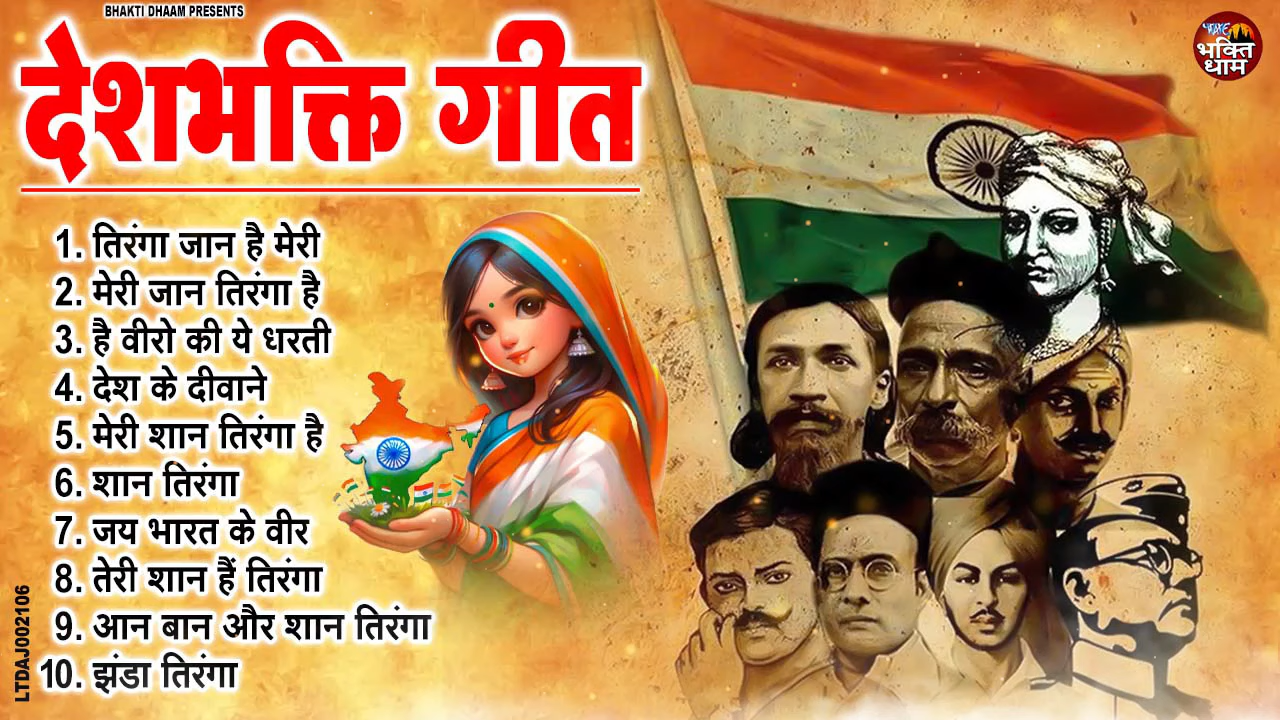 BHAKTI DHAAM PRESENTS
देशभक्ति गीत
1. तिरंगा जान है मेरी
2. मेरी जान तिरंगा है
3. है वीरो की ये धरती
4. देश के दीवाने
5. मेरी शान तिरंगा है
6. शान तिरंगा
7. जय भारत के वीर
8. तेरी शान हैं तिरंगा
9. आन बान और शान तिरंगा
10. झंडा तिरंगा
LTDAJ002106
WAVE
भक्ति
धाम